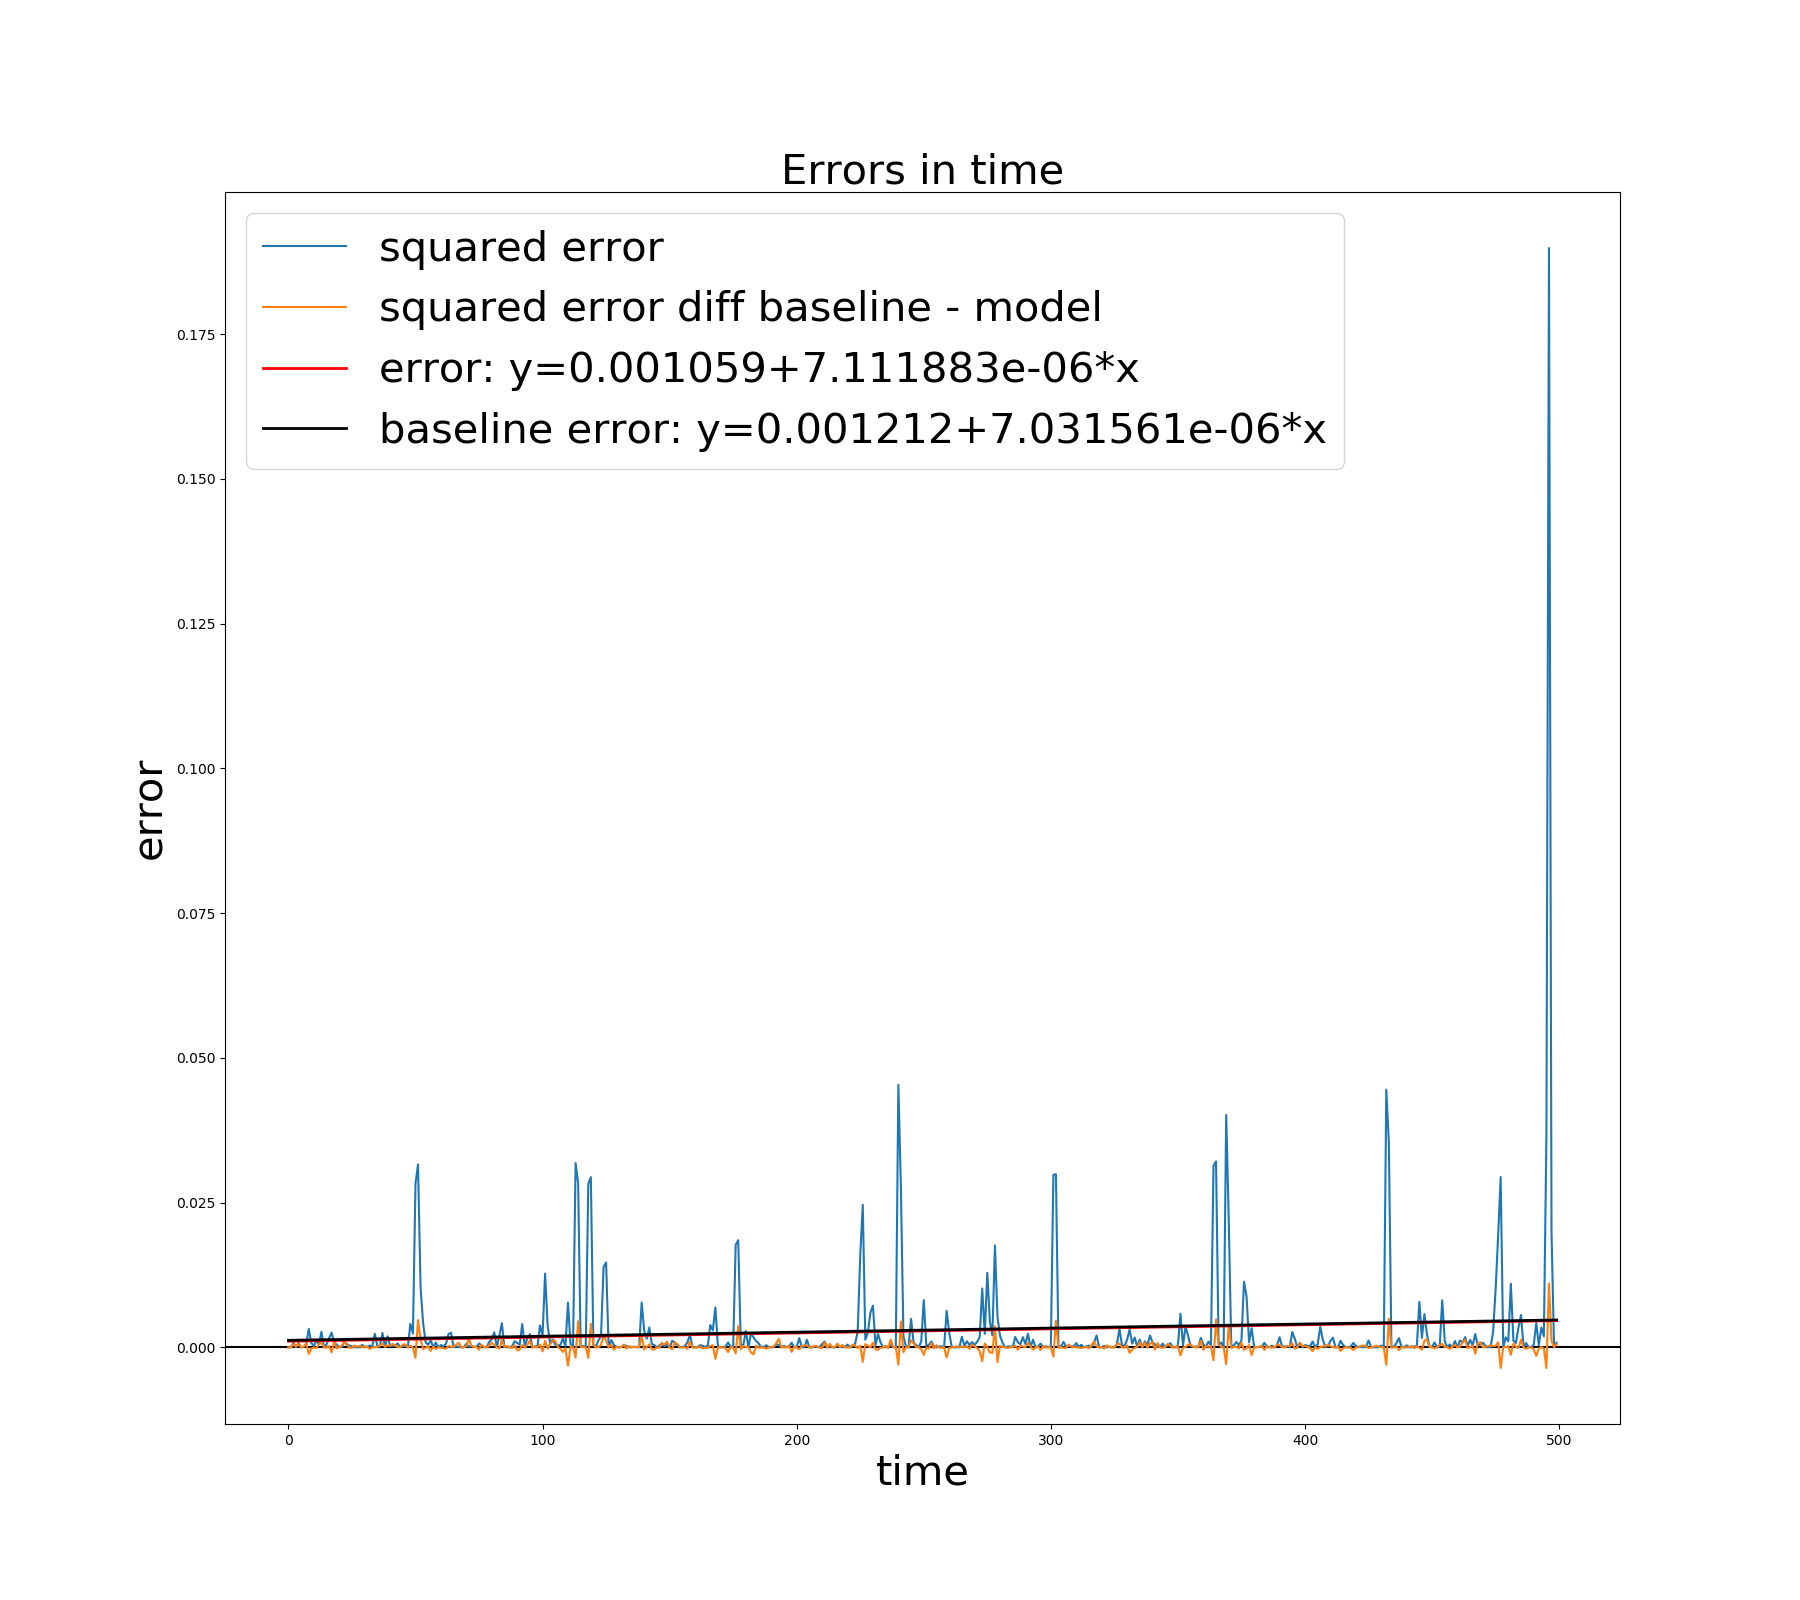 Errors in time
squared error
squared error diff baseline - model
error: y=0.001059+7.111883e-06*x
baseline error: y=0.001212+7.031561e-06*x
0.175
0.150
0.125
0.100
0.075
0.050
0.025
0.000
error
0 100 200 300 400 500
time